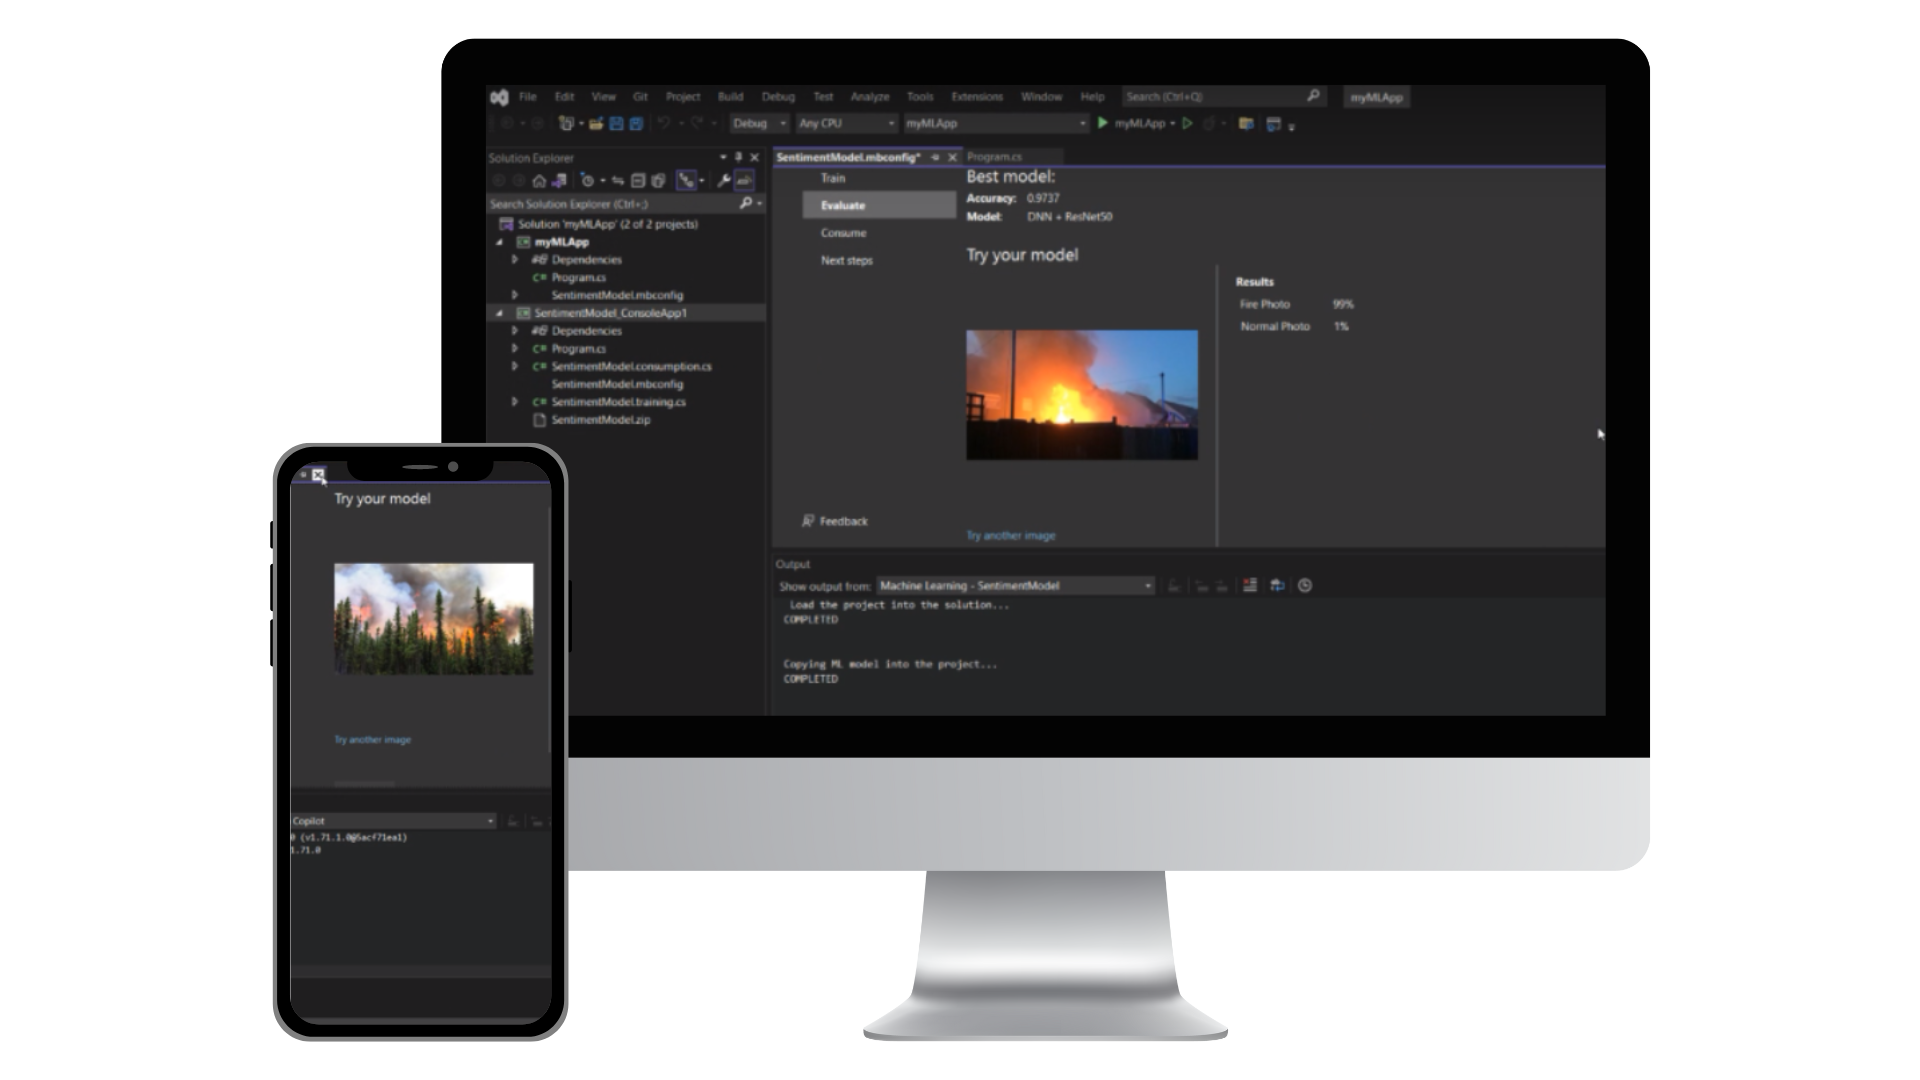 File Edit View Git Project Build Debug Test Analyze Tools Extensions Window Help Search (Ctrl+Q) myMLApp
Debug Any CPU myMLApp myMLApp
Solution Explorer
Search Solution Explorer (Ctrl+;)
Solution 'myMLApp' (2 of 2 projects)
myMLApp
Dependencies
C# Program.cs
SentimentModel.mbconfig
SentimentModel_ConsoleApp1
Dependencies
C# Program.cs
C# SentimentModel.consumption.cs
SentimentModel.mbconfig
C# SentimentModel.training.cs
SentimentModel.zip
SentimentModel.mbconfig* Program.cs
Train
Evaluate
Consume
Next steps
Feedback
Best model:
Accuracy: 0.9737
Model: DNN + ResNet50
Try your model
Try another image
Results
Fire Photo 99%
Normal Photo 1%
Output
Show output from: Machine Learning - SentimentModel
Load the project into the solution...
COMPLETED
Copying ML model into the project...
COMPLETED
Try your model
Try another image
Copilot
(v1.71.1.0@5acf71ea1)
1.71.0